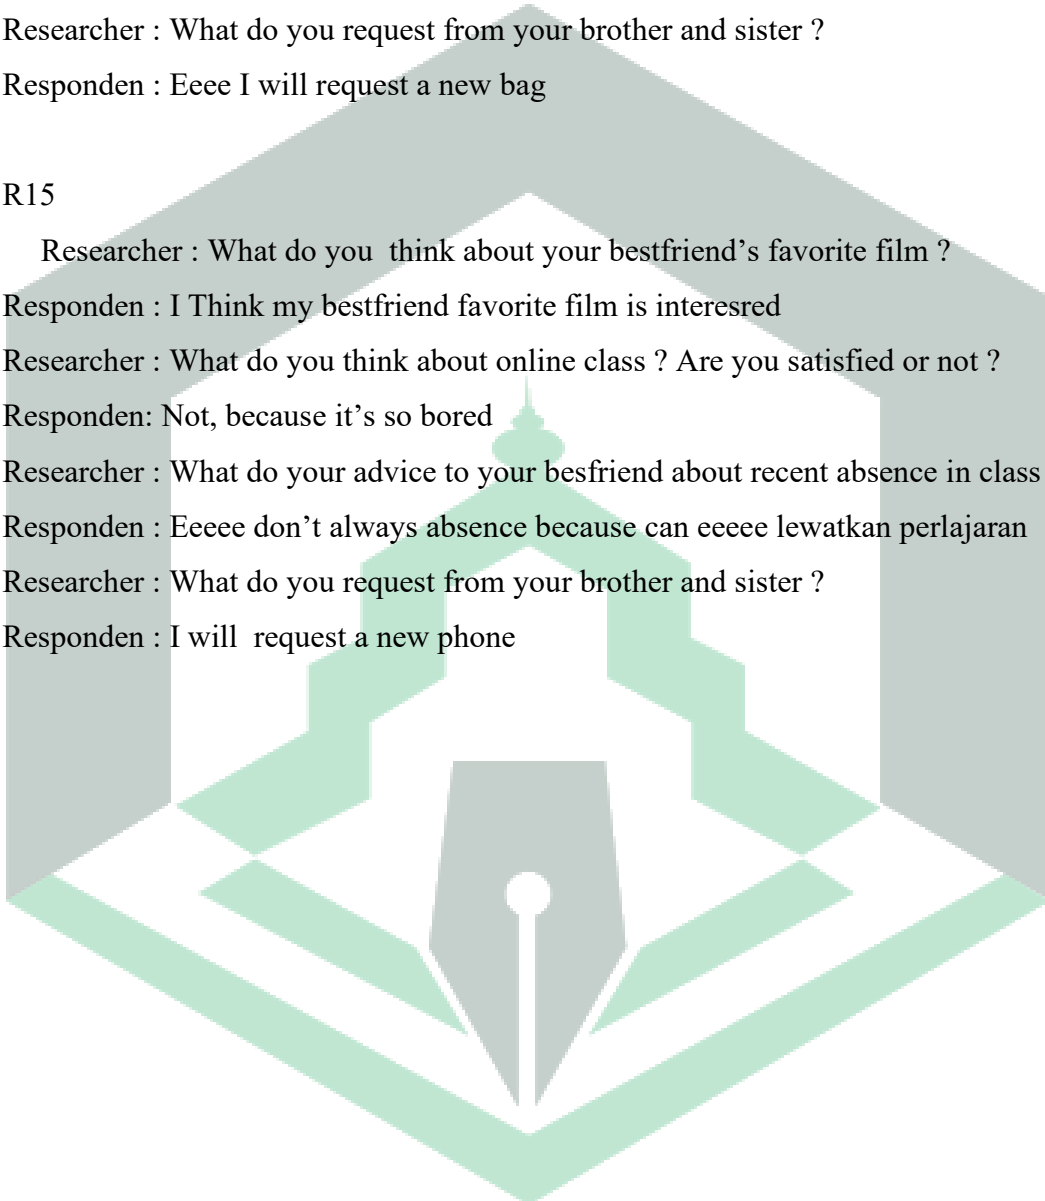 Researcher : What do you request from your brother and sister ?
Responden : Eeee I will request a new bag
R15
Researcher : What do you  think about your bestfriend’s favorite film ?
Responden : I Think my bestfriend favorite film is interesred
Researcher : What do you think about online class ? Are you satisfied or not ?
Responden: Not, because it’s so bored
Researcher : What do your advice to your besfriend about recent absence in class
Responden : Eeeee don’t always absence because can eeeee lewatkan perlajaran
Researcher : What do you request from your brother and sister ?
Responden : I will  request a new phone